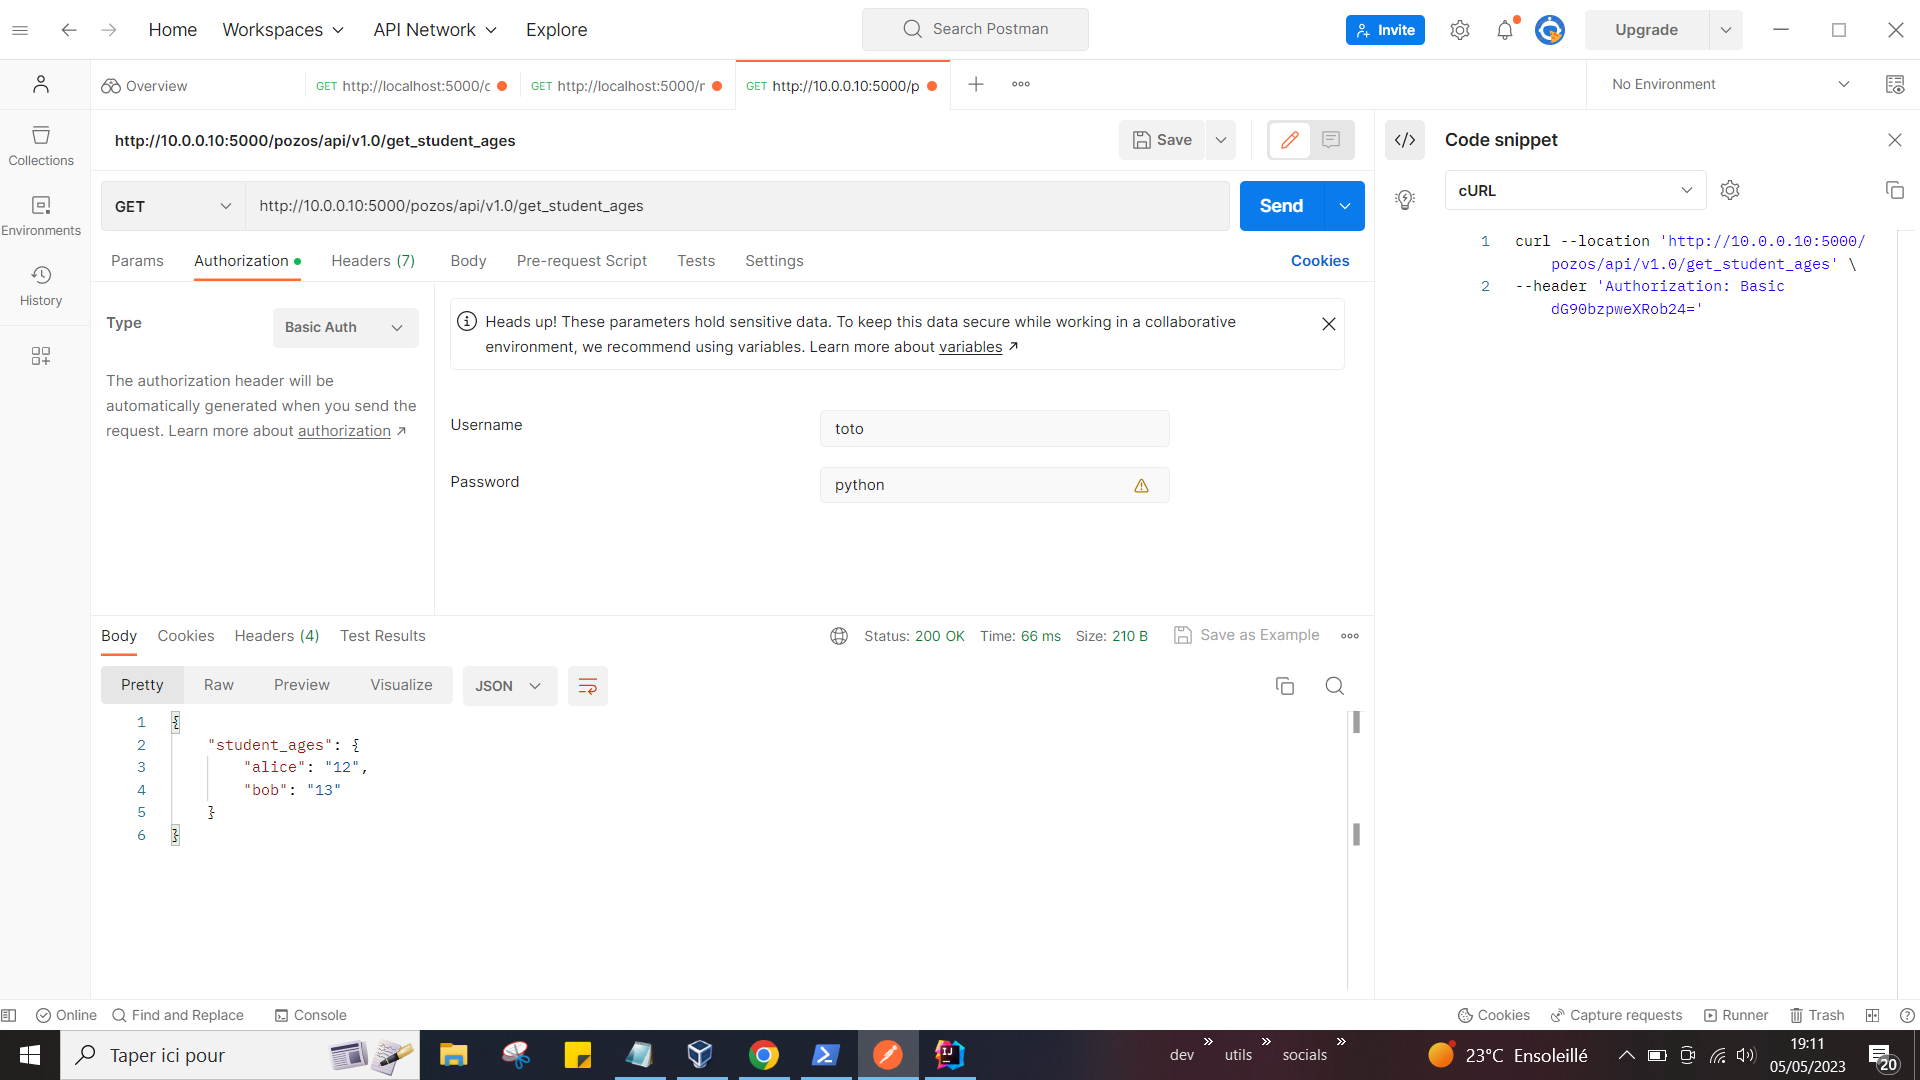 Home
Workspaces
API Network
Explore
Search Postman
Invite
Upgrade
Overview
GET http://localhost:5000/c
GET http://localhost:5000/r
GET http://10.0.0.10:5000/p
No Environment
Collections
Environments
History
http://10.0.0.10:5000/pozos/api/v1.0/get_student_ages
Save
GET
http://10.0.0.10:5000/pozos/api/v1.0/get_student_ages
Send
Params
Authorization
Headers (7)
Body
Pre-request Script
Tests
Settings
Cookies
Type
Basic Auth
The authorization header will be
automatically generated when you send the
request. Learn more about authorization ↗
Heads up! These parameters hold sensitive data. To keep this data secure while working in a collaborative
environment, we recommend using variables. Learn more about variables ↗
Username
toto
Password
python
Code snippet
cURL
1 curl --location 'http://10.0.0.10:5000/
pozos/api/v1.0/get_student_ages' \
2 --header 'Authorization: Basic
dG90bzpweXRob24='
Body
Cookies
Headers (4)
Test Results
Status: 200 OK
Time: 66 ms
Size: 210 B
Save as Example
Pretty
Raw
Preview
Visualize
JSON
1 {
2 "student_ages": {
3 "alice": "12",
4 "bob": "13"
5 }
6 }
Online
Find and Replace
Console
Cookies
Capture requests
Runner
Trash
Taper ici pour
dev
utils
socials
23°C Ensoleillé
19:11
05/05/2023
20